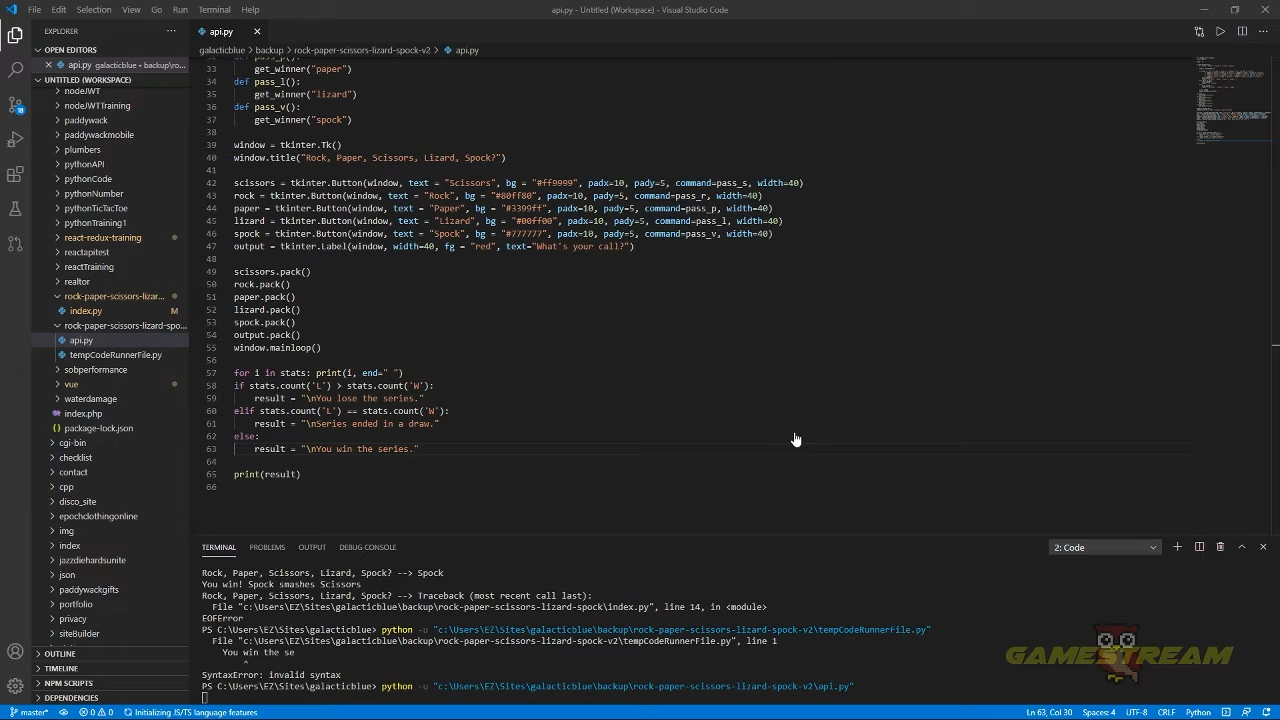 File Edit Selection View Go Run Terminal Help
api.py - Untitled (Workspace) - Visual Studio Code
EXPLORER
OPEN EDITORS
api.py galacticblue\backup\ro...
UNTITLED (WORKSPACE)
nodeJWT
nodeJWTTraining
paddywack
paddywackmobile
plumbers
pythonAPI
pythonCode
pythonNumber
pythonTicTacToe
pythonTraining1
react-redux-training
reactapitest
reactTraining
realtor
rock-paper-scissors-lizar...
index.py M
rock-paper-scissors-lizard-spo...
api.py
tempCodeRunnerFile.py
sobperformance
vue
waterdamage
index.php
package-lock.json
cgi-bin
checklist
contact
cpp
disco_site
epochclothingonline
img
index
jazzdiehardsunite
json
paddywackgifts
portfolio
privacy
siteBuilder
OUTLINE
TIMELINE
NPM SCRIPTS
DEPENDENCIES
api.py
galacticblue > backup > rock-paper-scissors-lizard-spock-v2 > api.py
33 get_winner("paper")
34 def pass_l():
35 get_winner("lizard")
36 def pass_v():
37 get_winner("spock")
38
39 window = tkinter.Tk()
40 window.title("Rock, Paper, Scissors, Lizard, Spock?")
41
42 scissors = tkinter.Button(window, text = "Scissors", bg = "#ff9999", padx=10, pady=5, command=pass_s, width=40)
43 rock = tkinter.Button(window, text = "Rock", bg = "#80ff80", padx=10, pady=5, command=pass_r, width=40)
44 paper = tkinter.Button(window, text = "Paper", bg = "#3399ff", padx=10, pady=5, command=pass_p, width=40)
45 lizard = tkinter.Button(window, text = "Lizard", bg = "#00ff00", padx=10, pady=5, command=pass_l, width=40)
46 spock = tkinter.Button(window, text = "Spock", bg = "#777777", padx=10, pady=5, command=pass_v, width=40)
47 output = tkinter.Label(window, width=40, fg = "red", text="What's your call?")
48
49 scissors.pack()
50 rock.pack()
51 paper.pack()
52 lizard.pack()
53 spock.pack()
54 output.pack()
55 window.mainloop()
56
57 for i in stats: print(i, end=" ")
58 if stats.count('L') > stats.count('W'):
59 result = "\nYou lose the series."
60 elif stats.count('L') == stats.count('W'):
61 result = "\nSeries ended in a draw."
62 else:
63 result = "\nYou win the series."
64
65 print(result)
66
TERMINAL PROBLEMS OUTPUT DEBUG CONSOLE
2: Code
Rock, Paper, Scissors, Lizard, Spock? --> Spock
You win! Spock smashes Scissors
Rock, Paper, Scissors, Lizard, Spock? --> Traceback (most recent call last):
File "c:\Users\EZ\Sites\galacticblue\backup\rock-paper-scissors-lizard-spock\index.py", line 14, in <module>
EOFError
PS C:\Users\EZ\Sites\galacticblue> python -u "c:\Users\EZ\Sites\galacticblue\backup\rock-paper-scissors-lizard-spock-v2\tempCodeRunnerFile.py"
File "c:\Users\EZ\Sites\galacticblue\backup\rock-paper-scissors-lizard-spock-v2\tempCodeRunnerFile.py", line 1
You win the se
^
SyntaxError: invalid syntax
PS C:\Users\EZ\Sites\galacticblue> python -u "c:\Users\EZ\Sites\galacticblue\backup\rock-paper-scissors-lizard-spock-v2\api.py"
GAMESTREAM
master* 0 0 Initializing JS/TS language features
Ln 63, Col 30 Spaces: 4 UTF-8 CRLF Python